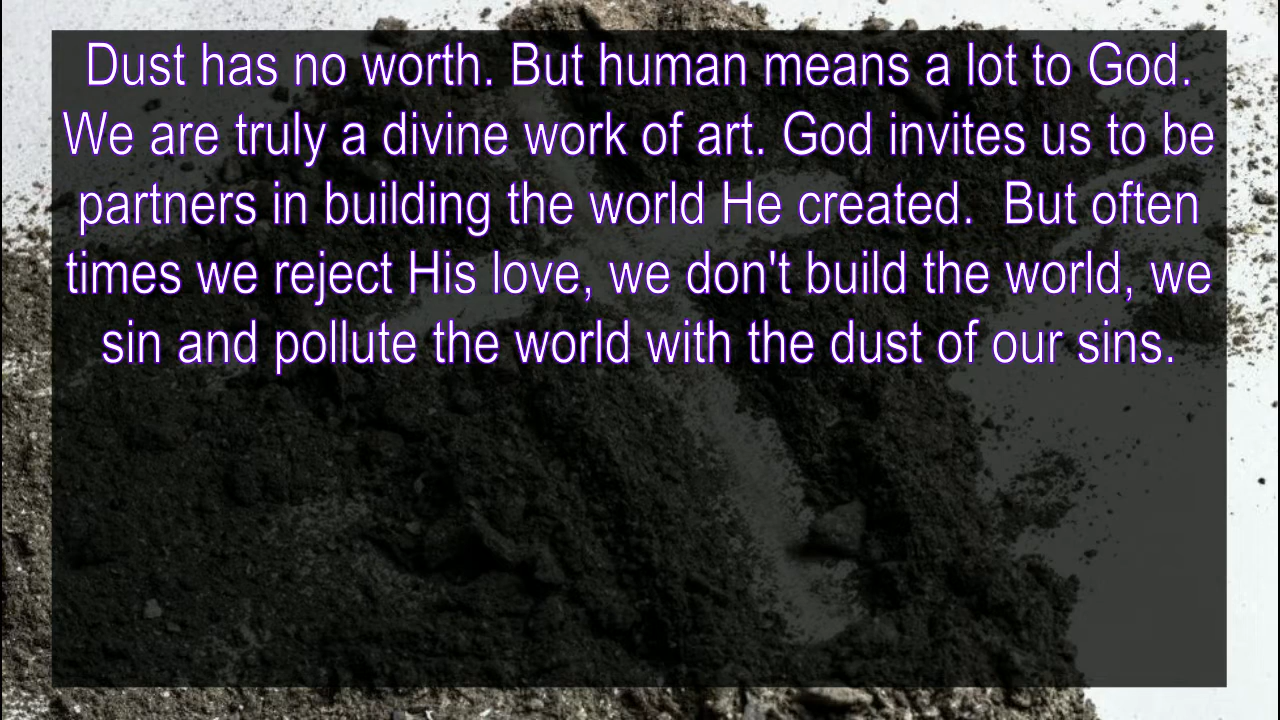 Dust has no worth. But human means a lot to God.
We are truly a divine work of art. God invites us to be
partners in building the world He created.  But often
times we reject His love, we don't build the world, we
sin and pollute the world with the dust of our sins.